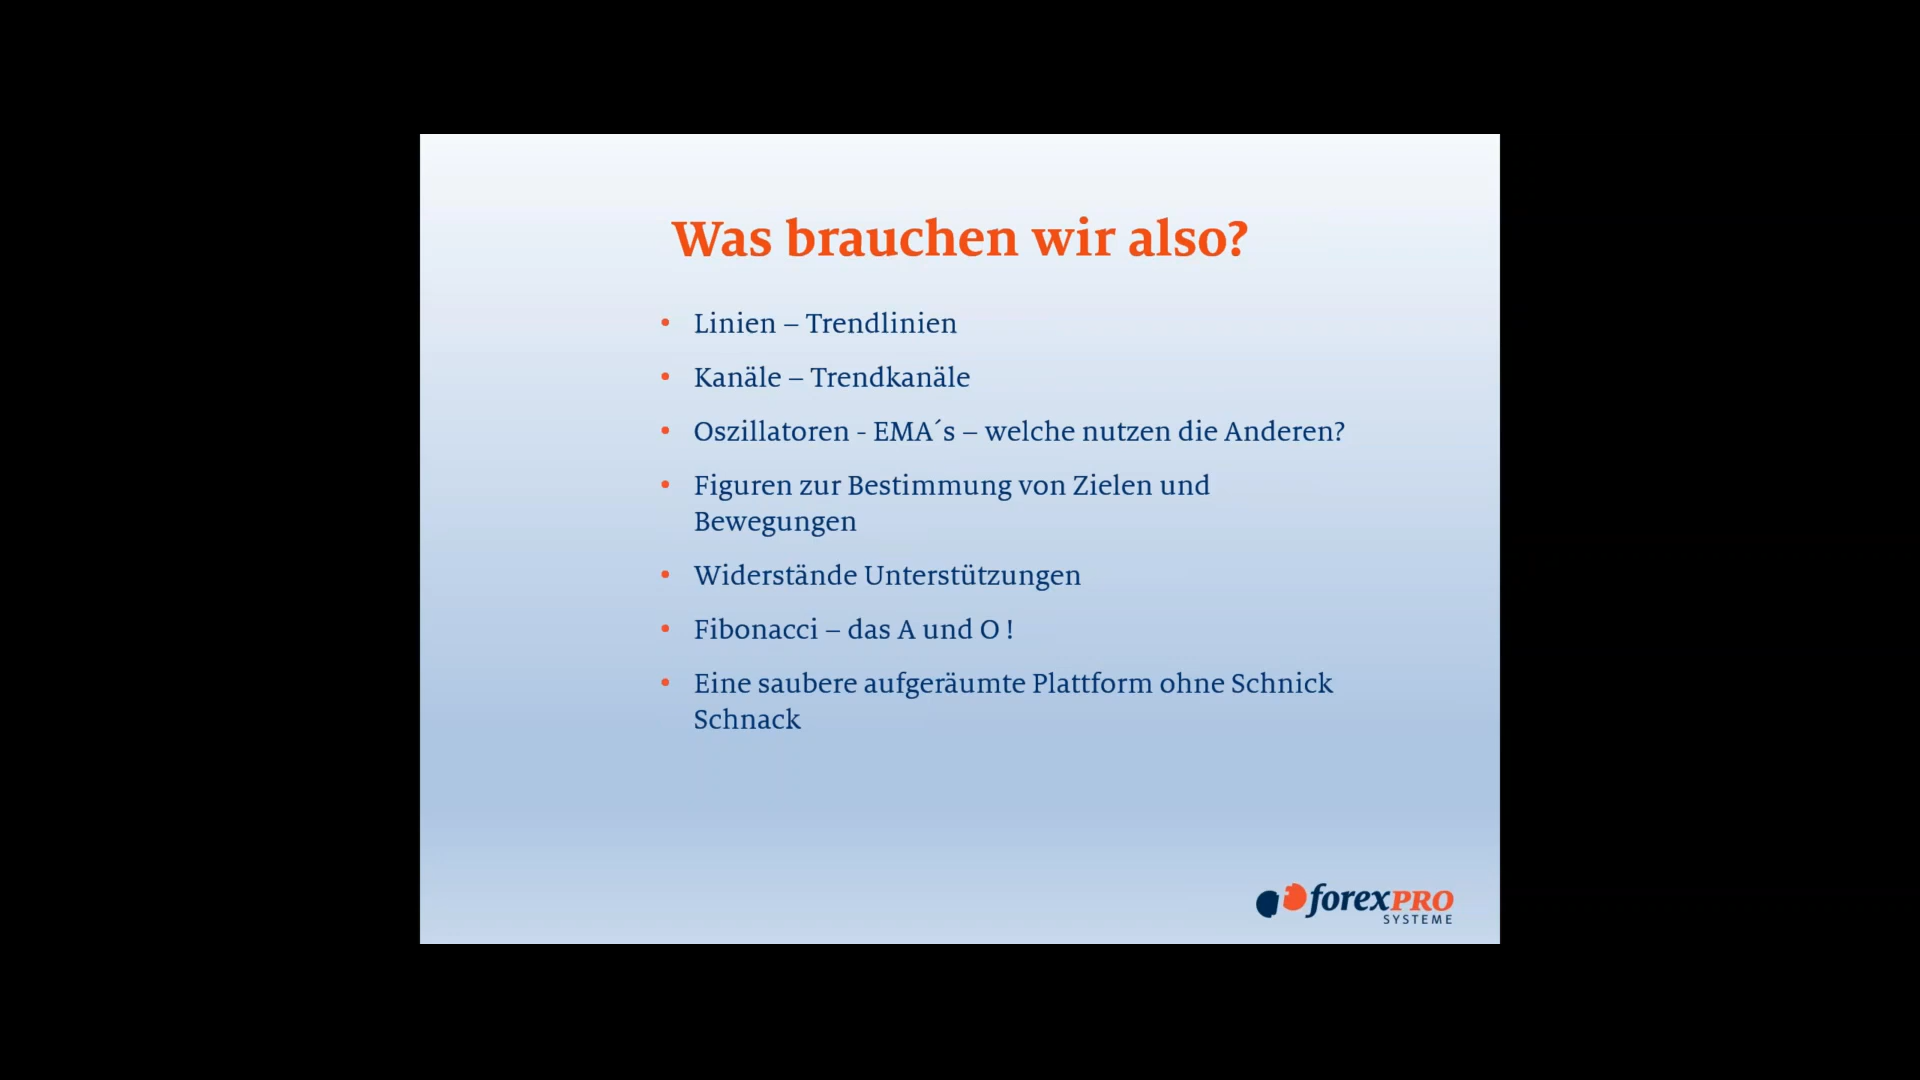 Was brauchen wir also?
• Linien – Trendlinien
• Kanäle – Trendkanäle
• Oszillatoren - EMA´s – welche nutzen die Anderen?
• Figuren zur Bestimmung von Zielen und
Bewegungen
• Widerstände Unterstützungen
• Fibonacci – das A und O !
• Eine saubere aufgeräumte Plattform ohne Schnick
Schnack
forexPRO
SYSTEME